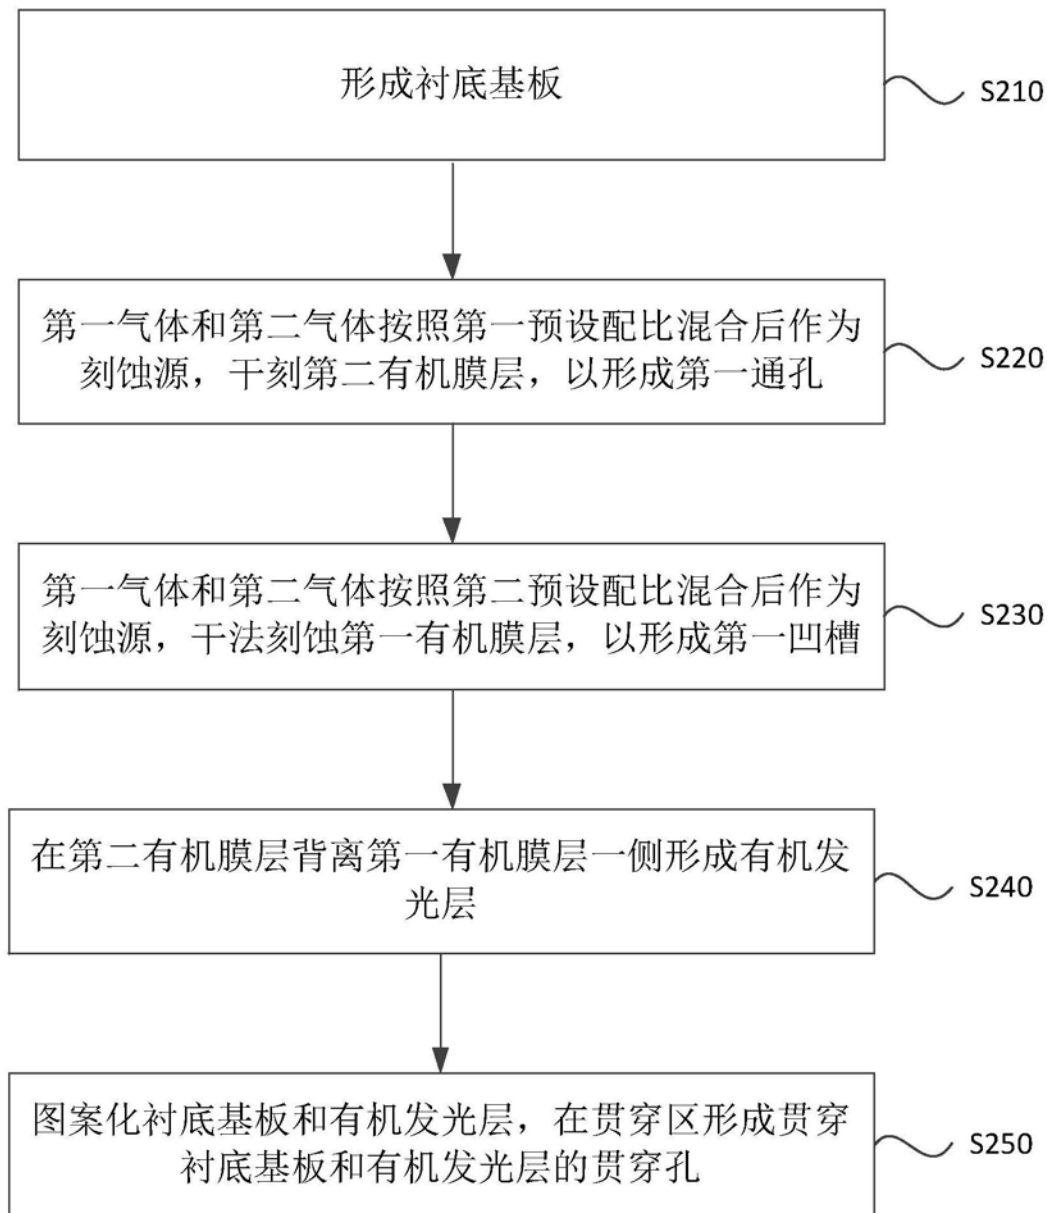 形成衬底基板
S210
第一气体和第二气体按照第一预设配比混合后作为
刻蚀源，干刻第二有机膜层，以形成第一通孔
S220
第一气体和第二气体按照第二预设配比混合后作为
刻蚀源，干法刻蚀第一有机膜层，以形成第一凹槽
S230
在第二有机膜层背离第一有机膜层一侧形成有机发
光层
S240
图案化衬底基板和有机发光层，在贯穿区形成贯穿
衬底基板和有机发光层的贯穿孔
S250